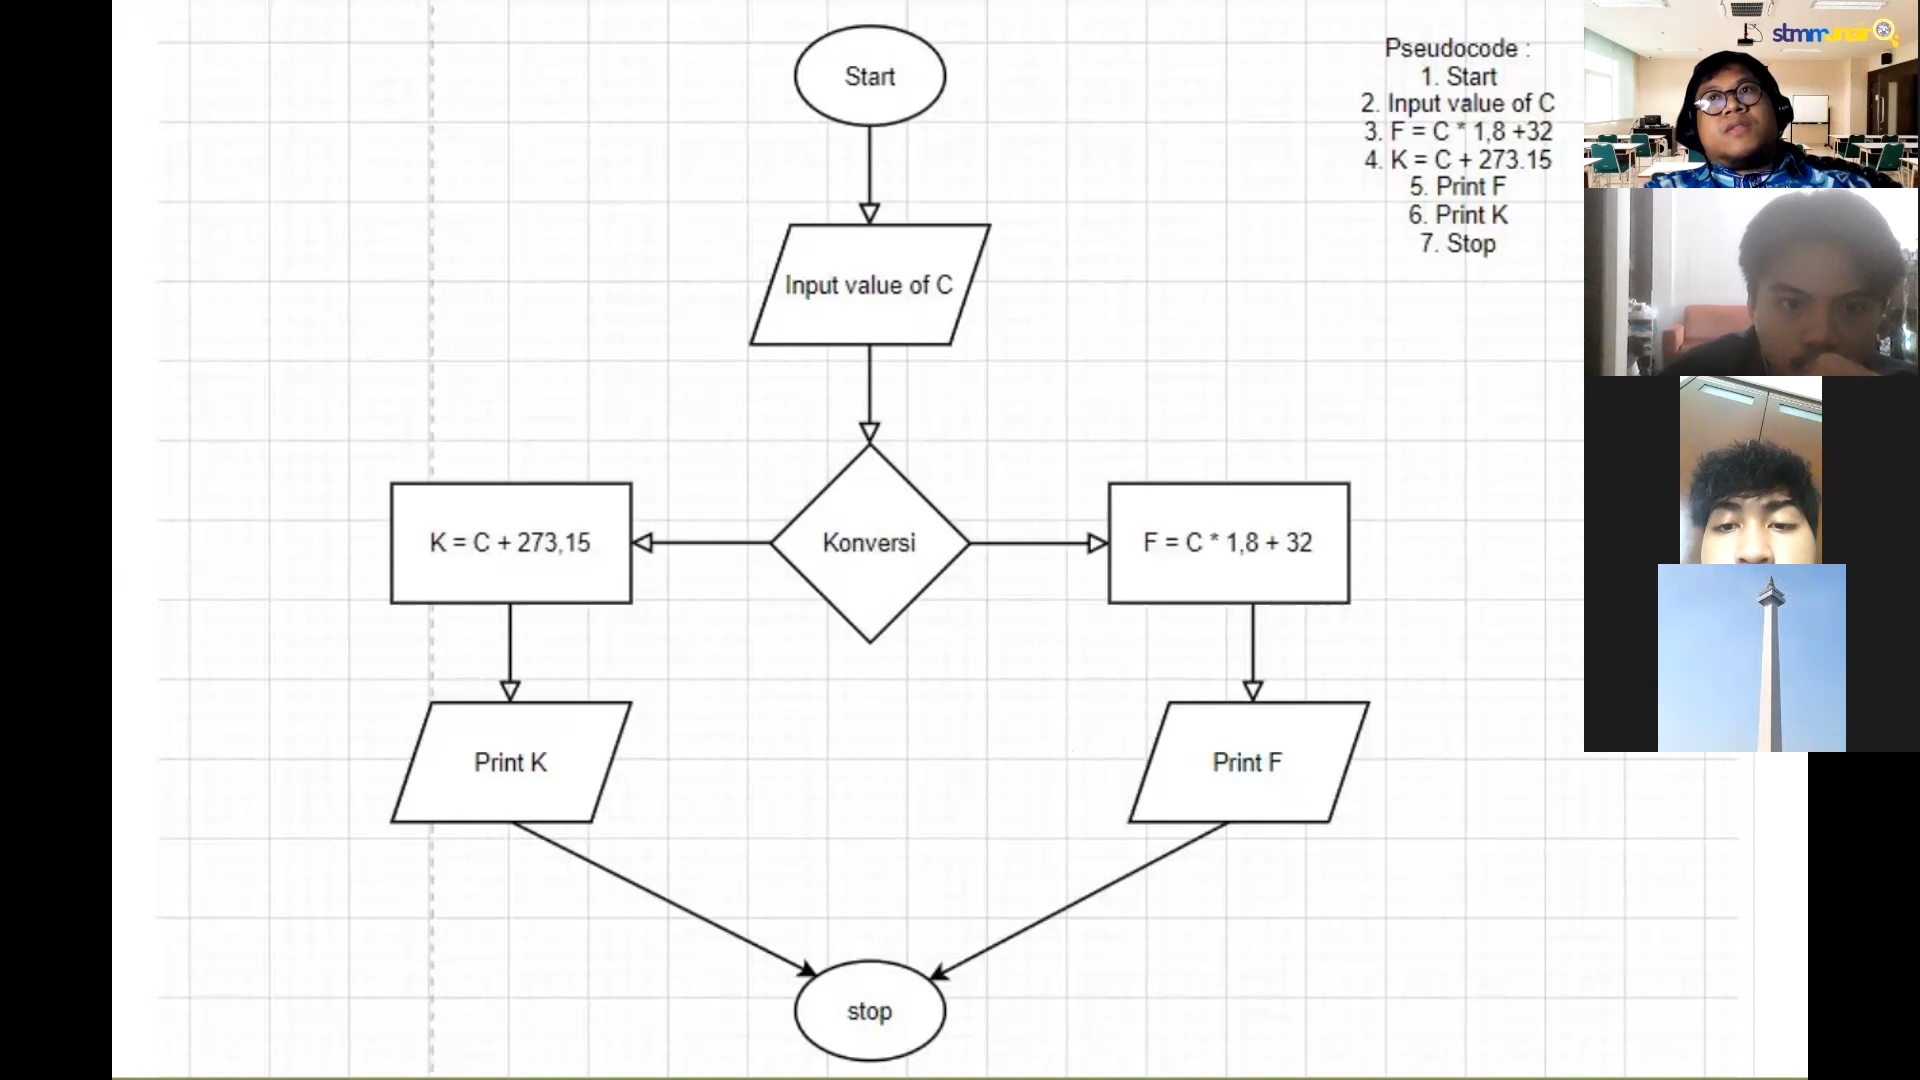 Start
Pseudocode :
1. Start
2. Input value of C
3. F = C * 1,8 +32
4. K = C + 273.15
5. Print F
6. Print K
7. Stop
Input value of C
K = C + 273,15
Konversi
F = C * 1,8 + 32
Print K
Print F
stop